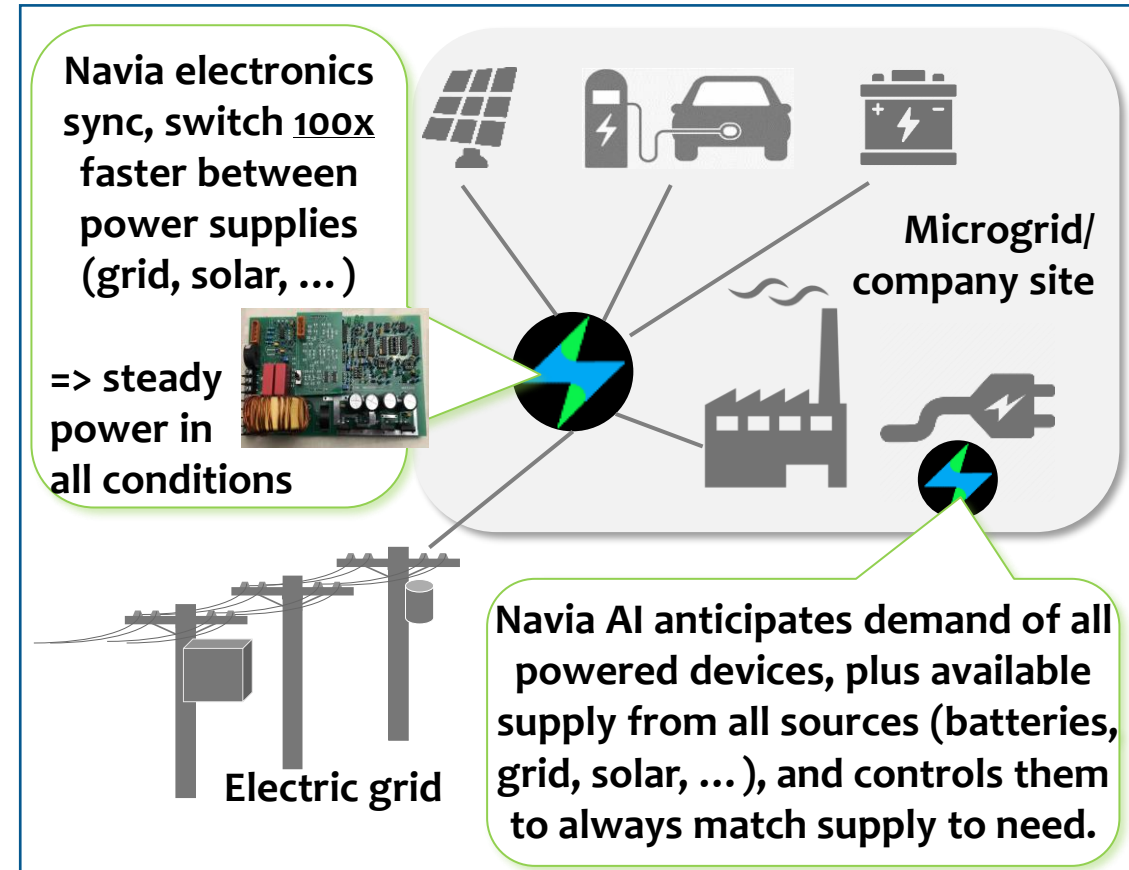 Navia electronics
sync, switch 100x
faster between
power supplies
(grid, solar, ...)
=> steady
power in
all conditions
Microgrid/
company site
Electric grid
Navia AI anticipates demand of all
powered devices, plus available
supply from all sources (batteries,
grid, solar, ...), and controls them
to always match supply to need.